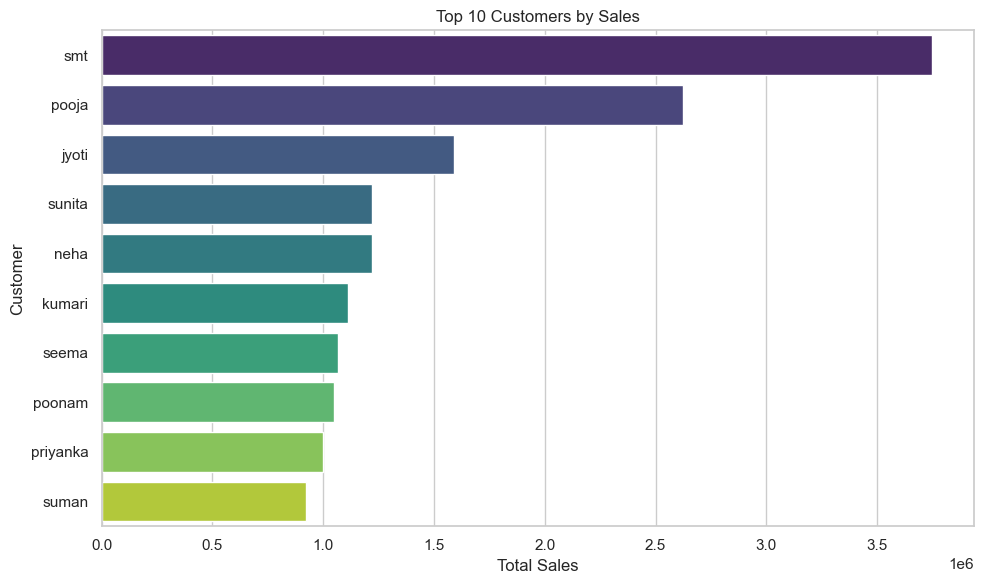 Top 10 Customers by Sales
Customer
smt
pooja
jyoti
sunita
neha
kumari
seema
poonam
priyanka
suman
0.0 0.5 1.0 1.5 2.0 2.5 3.0 3.5
1e6
Total Sales